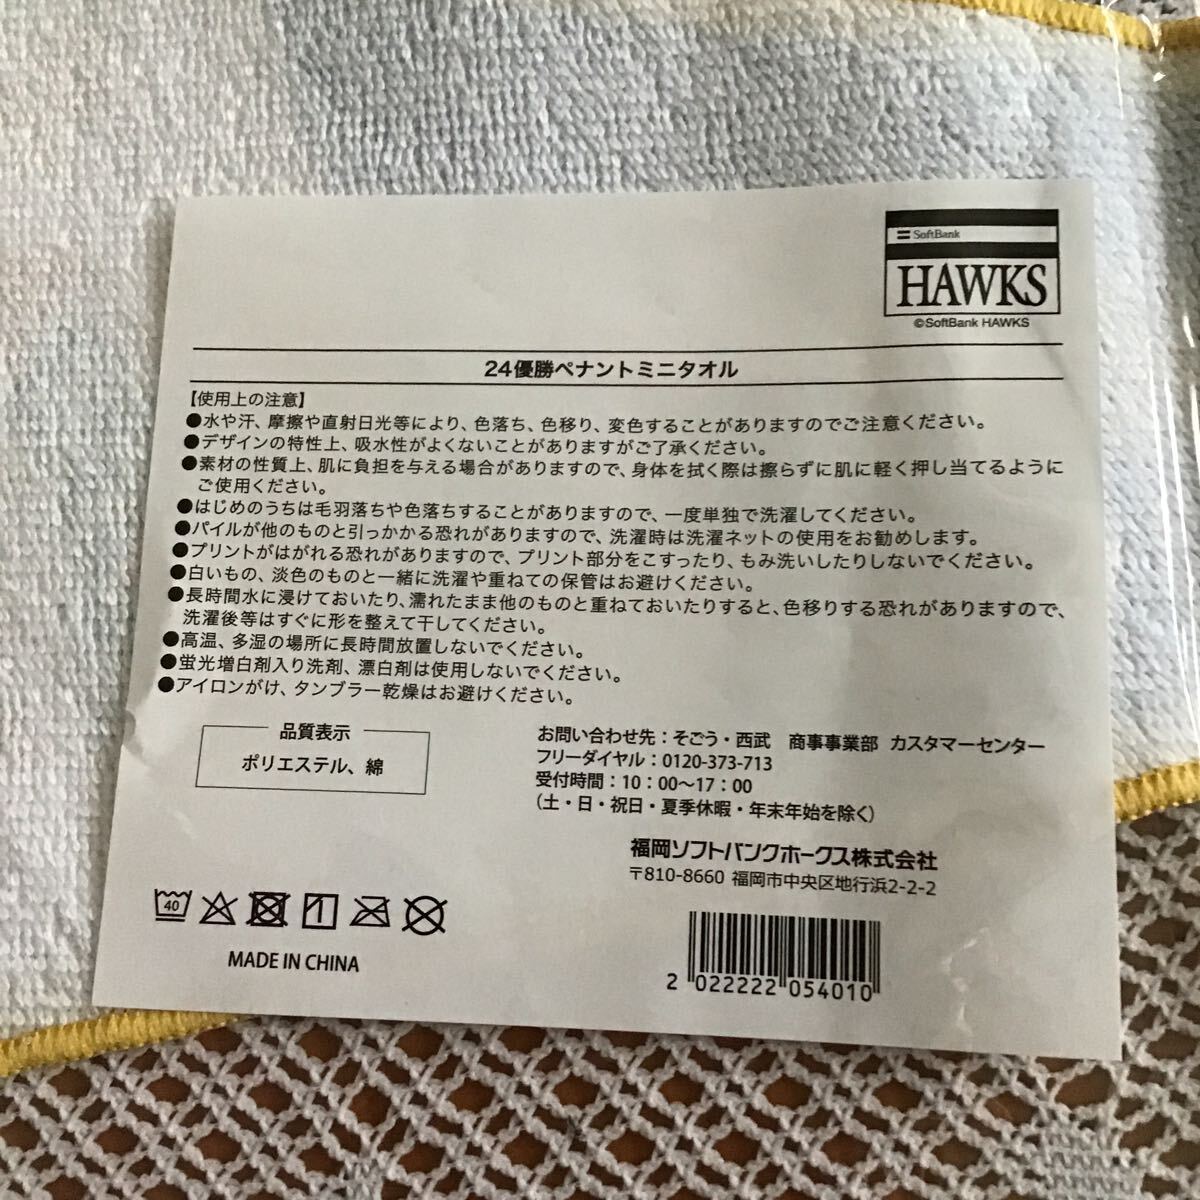 SoftBank
HAWKS
©SoftBank HAWKS
24優勝ペナントミニタオル
【使用上の注意】
●水や汗、摩擦や直射日光等により、色落ち、色移り、変色することがありますのでご注意ください。
●デザインの特性上、吸水性がよくないことがありますがご了承ください。
●素材の性質上、肌に負担を与える場合がありますので、身体を拭く際は擦らずに肌に軽く押し当てるように
ご使用ください。
●はじめのうちは毛羽落ちや色落ちすることがありますので、一度単独で洗濯してください。
●パイルが他のものと引っかかる恐れがありますので、洗濯時は洗濯ネットの使用をお勧めします。
●プリントがはがれる恐れがありますので、プリント部分をこすったり、もみ洗いしたりしないでください。
●白いもの、淡色のものと一緒に洗濯や重ねての保管はお避けください。
●長時間水に浸けておいたり、濡れたまま他のものと重ねておいたりすると、色移りする恐れがありますので、
洗濯後等はすぐに形を整えて干してください。
●高温、多湿の場所に長時間放置しないでください。
●蛍光増白剤入り洗剤、漂白剤は使用しないでください。
●アイロンがけ、タンブラー乾燥はお避けください。
品質表示
ポリエステル、綿
お問い合わせ先：そごう・西武 商事事業部 カスタマーセンター
フリーダイヤル：0120-373-713
受付時間：10：00〜17：00
（土・日・祝日・夏季休暇・年末年始を除く）
福岡ソフトバンクホークス株式会社
〒810-8660 福岡市中央区地行浜2-2-2
40
MADE IN CHINA
2 022222 054010